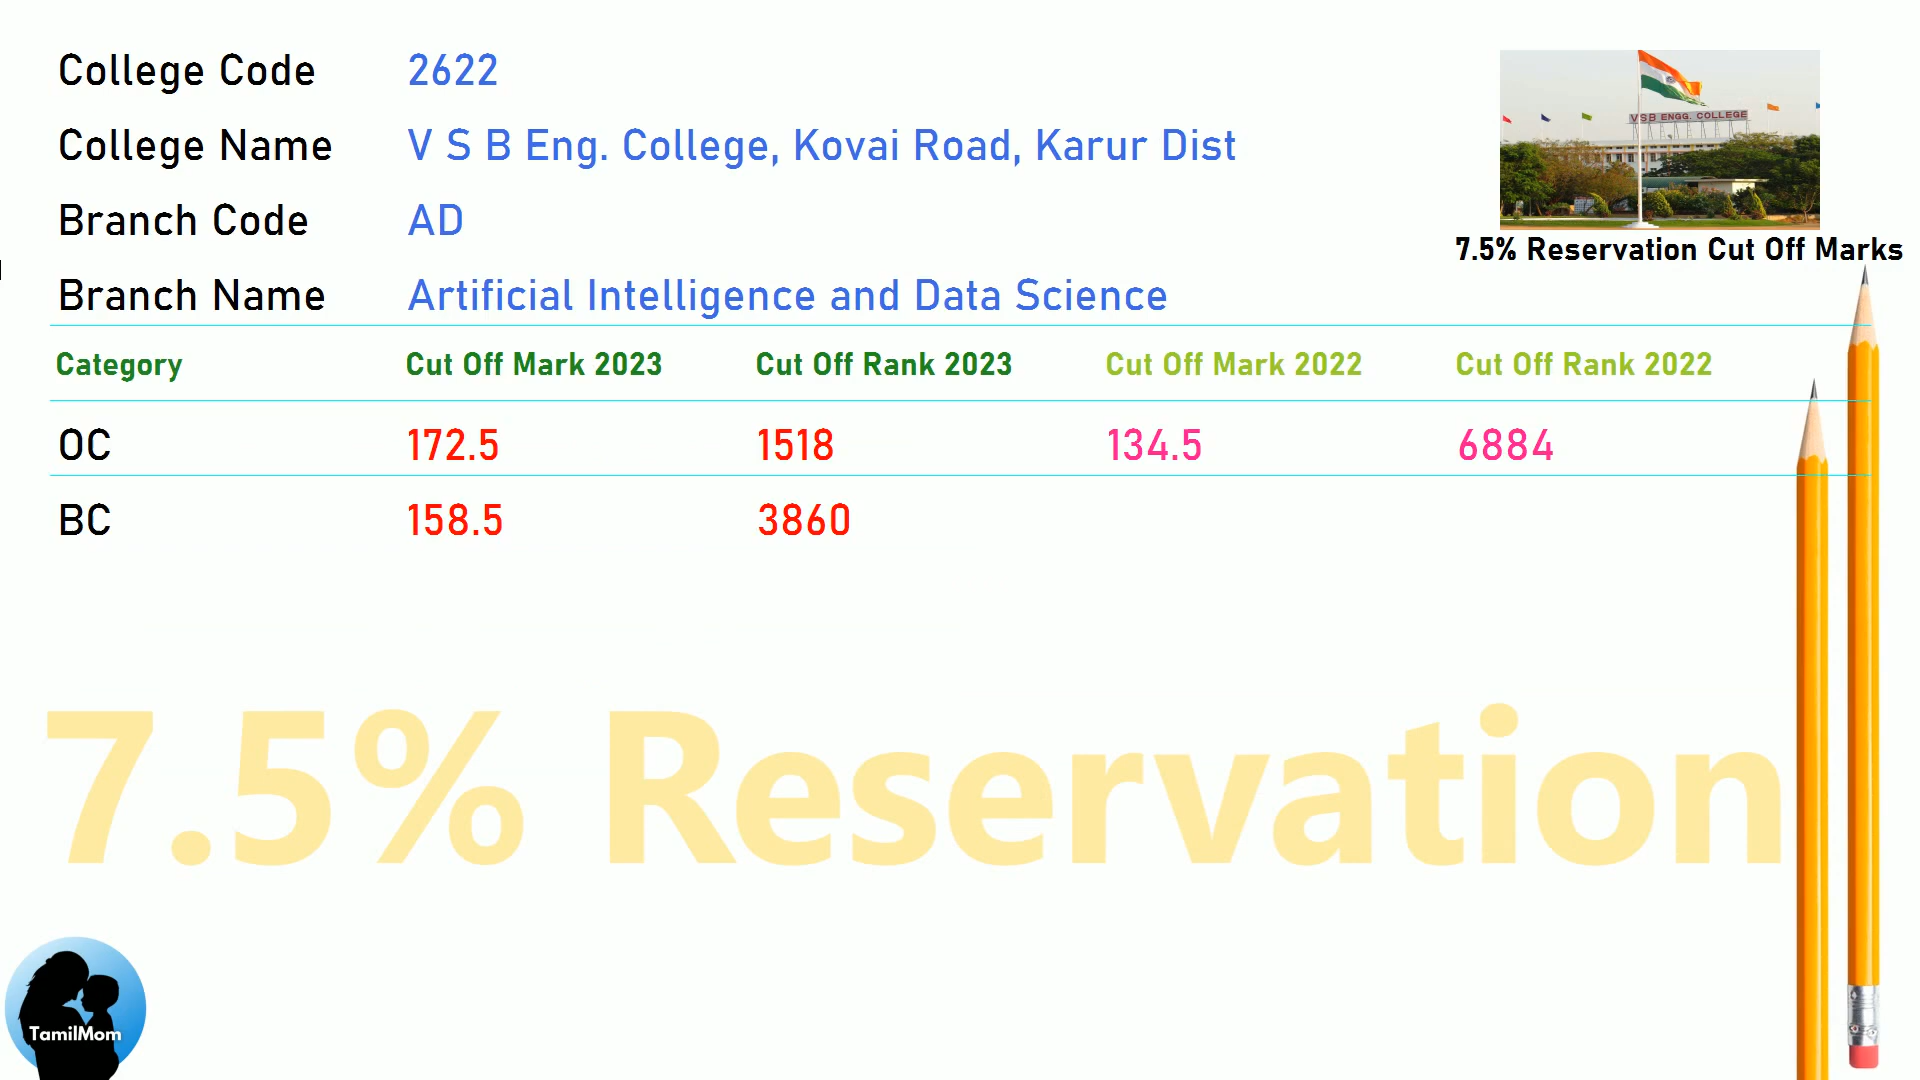 College Code 2622
College Name V S B Eng. College, Kovai Road, Karur Dist
Branch Code AD
Branch Name Artificial Intelligence and Data Science
VSB ENGG. COLLEGE
7.5% Reservation Cut Off Marks
Category Cut Off Mark 2023 Cut Off Rank 2023 Cut Off Mark 2022 Cut Off Rank 2022
OC 172.5 1518 134.5 6884
BC 158.5 3860
7.5% Reservation
TamilMom